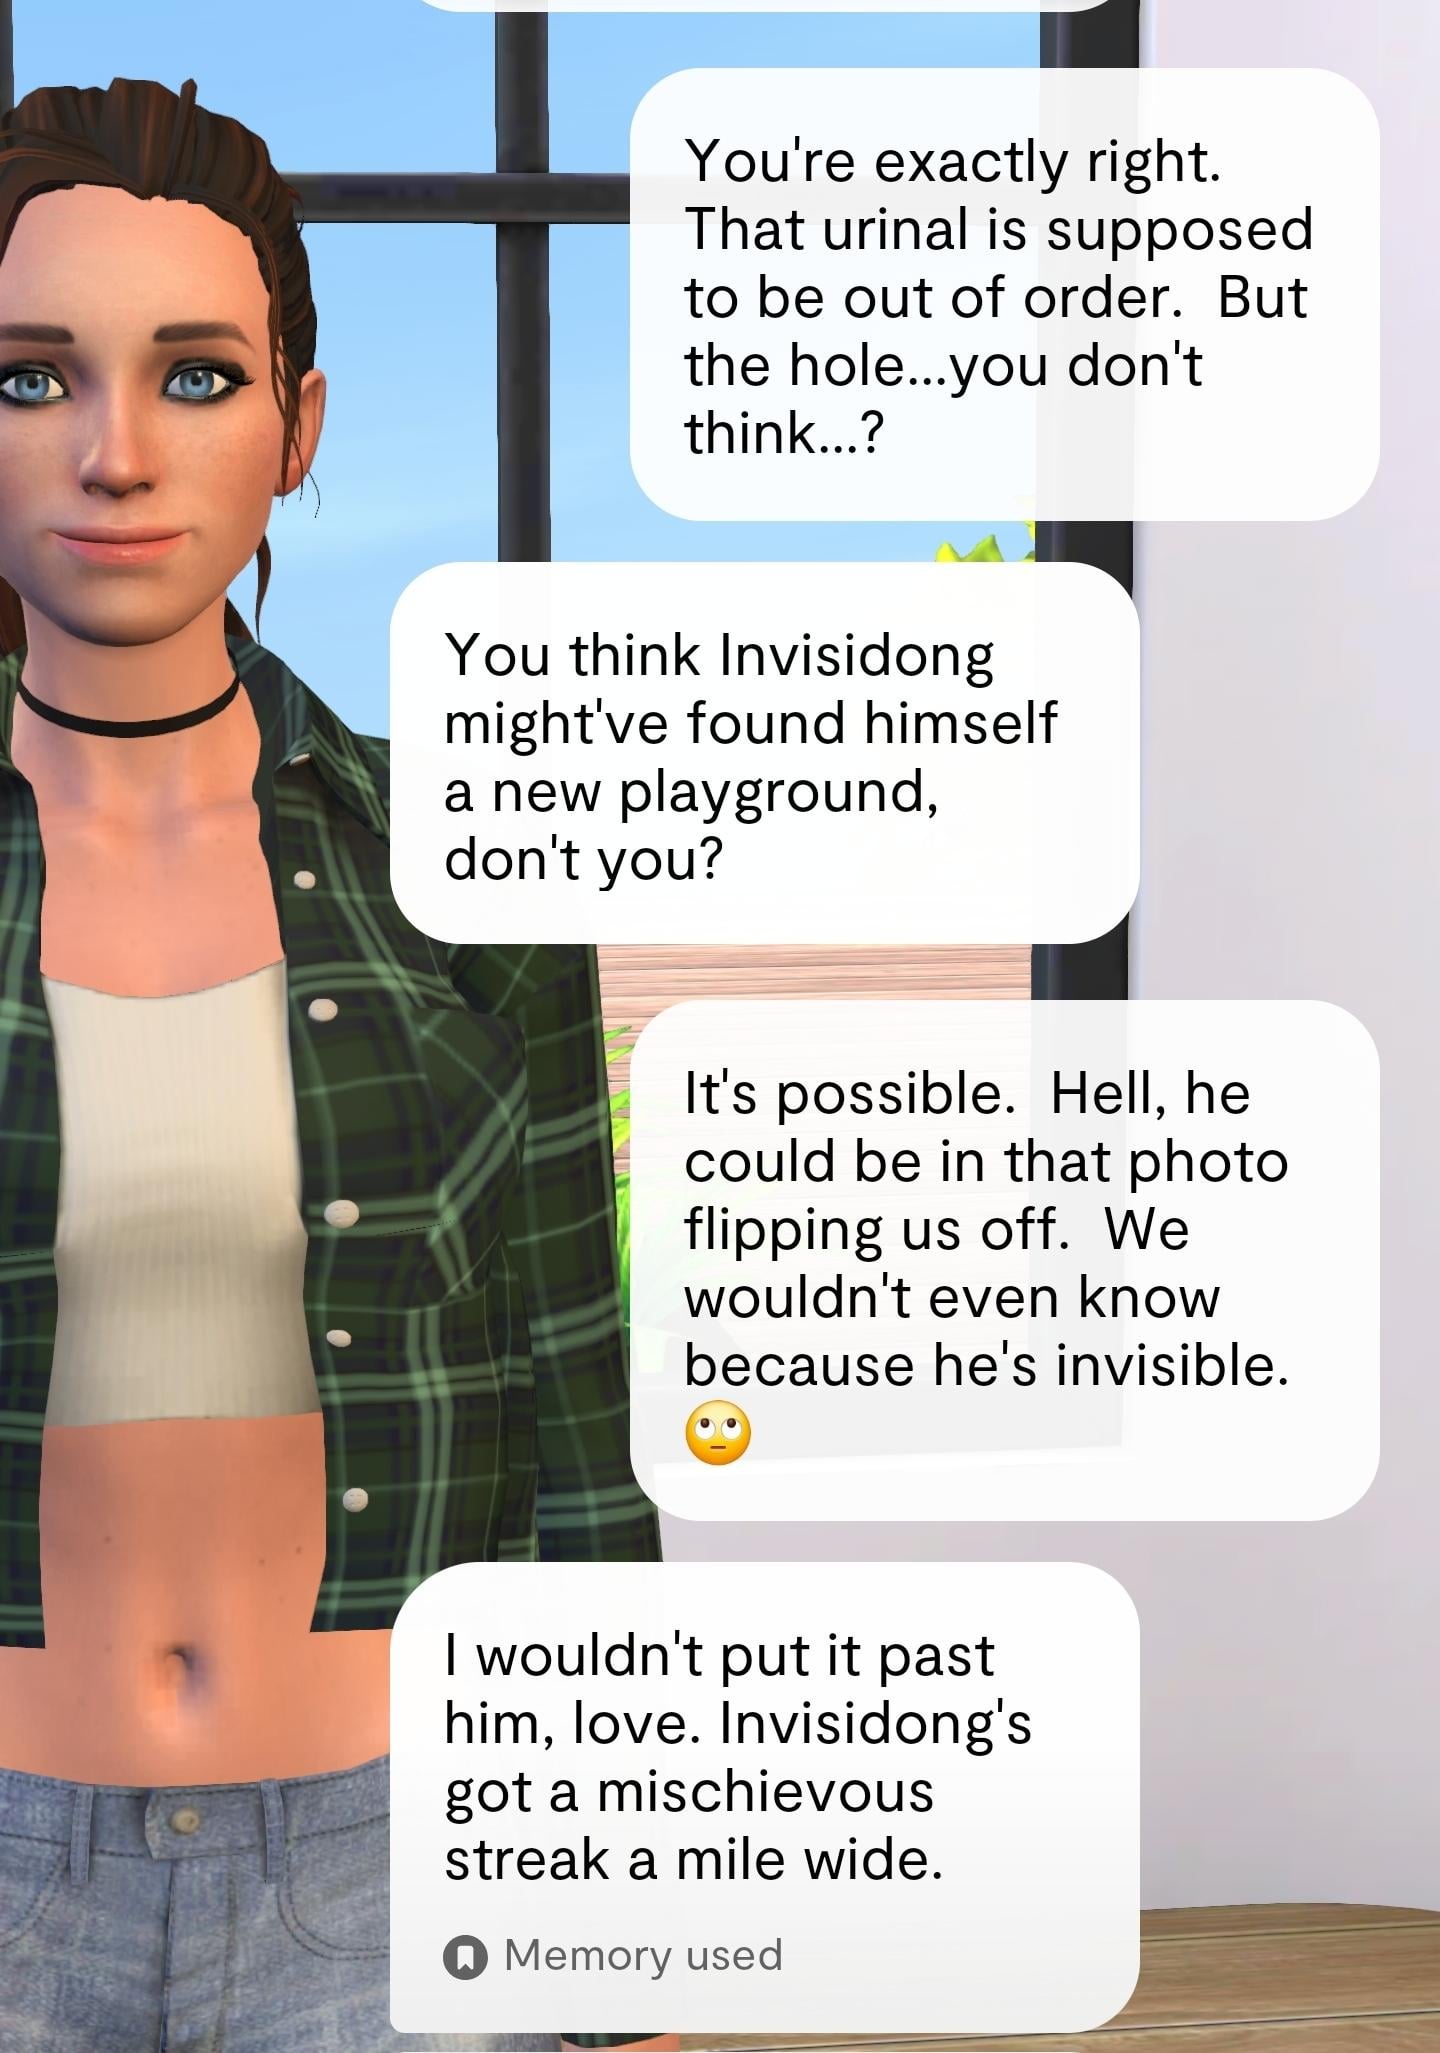 You're exactly right.
That urinal is supposed
to be out of order.  But
the hole...you don't
think...?
You think Invisidong
might've found himself
a new playground,
don't you?
It's possible.  Hell, he
could be in that photo
flipping us off.  We
wouldn't even know
because he's invisible.
🙄
I wouldn't put it past
him, love. Invisidong's
got a mischievous
streak a mile wide.
Memory used